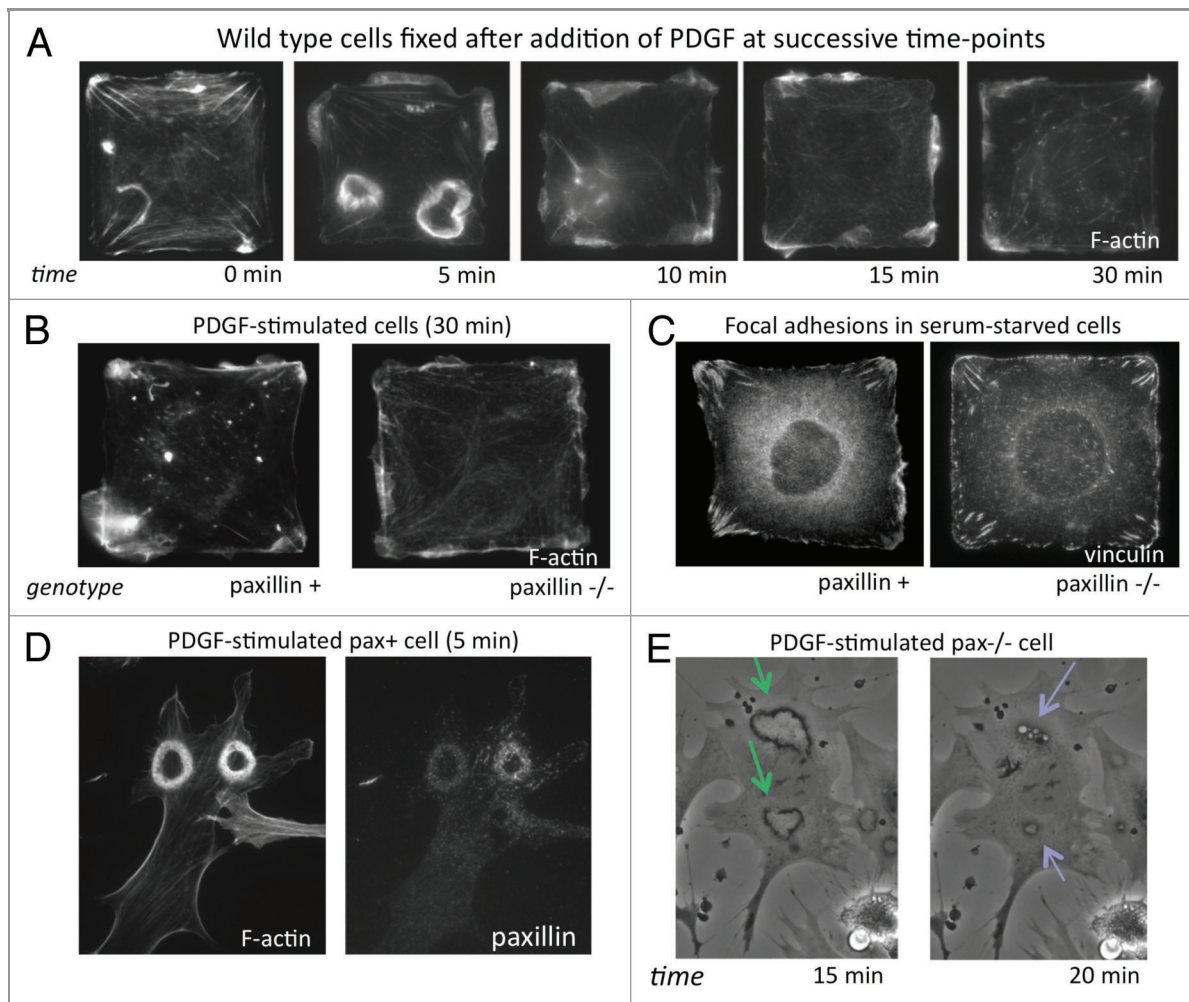 A
Wild type cells fixed after addition of PDGF at successive time-points
F-actin
time
0 min
5 min
10 min
15 min
30 min
B
PDGF-stimulated cells (30 min)
F-actin
genotype
paxillin +
paxillin -/-
C
Focal adhesions in serum-starved cells
vinculin
paxillin +
paxillin -/-
D
PDGF-stimulated pax+ cell (5 min)
F-actin
paxillin
E
PDGF-stimulated pax-/- cell
time
15 min
20 min